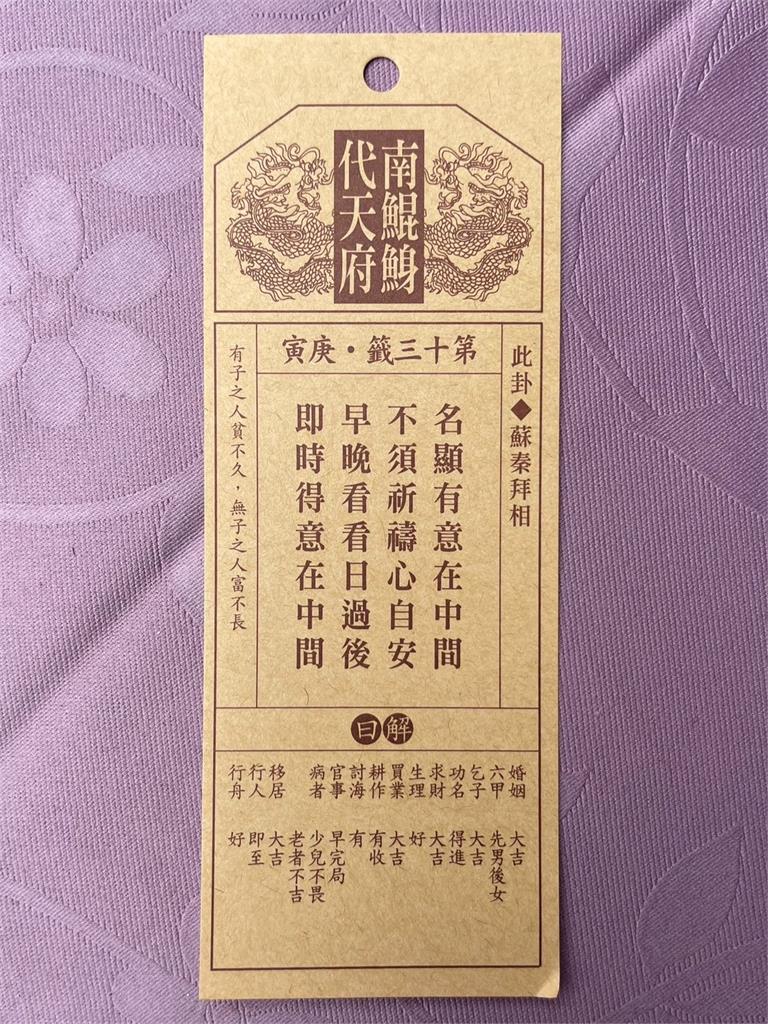 南鯤鯓
代天府
第十三籤・庚寅
此卦◆蘇秦拜相
名顯有意在中間
不須祈禱心自安
早晚看看日過後
即時得意在中間
有子之人貧不久，無子之人富不長
解曰
婚姻 大吉
六甲 先男後女
乞子 大吉
功名 得進
求財 大吉
生理 好
買業 大吉
耕作 有收
討海 有
官事 早完局
病者 少兒不畏
老者不吉
移居 大吉
行人 即至
行舟 好